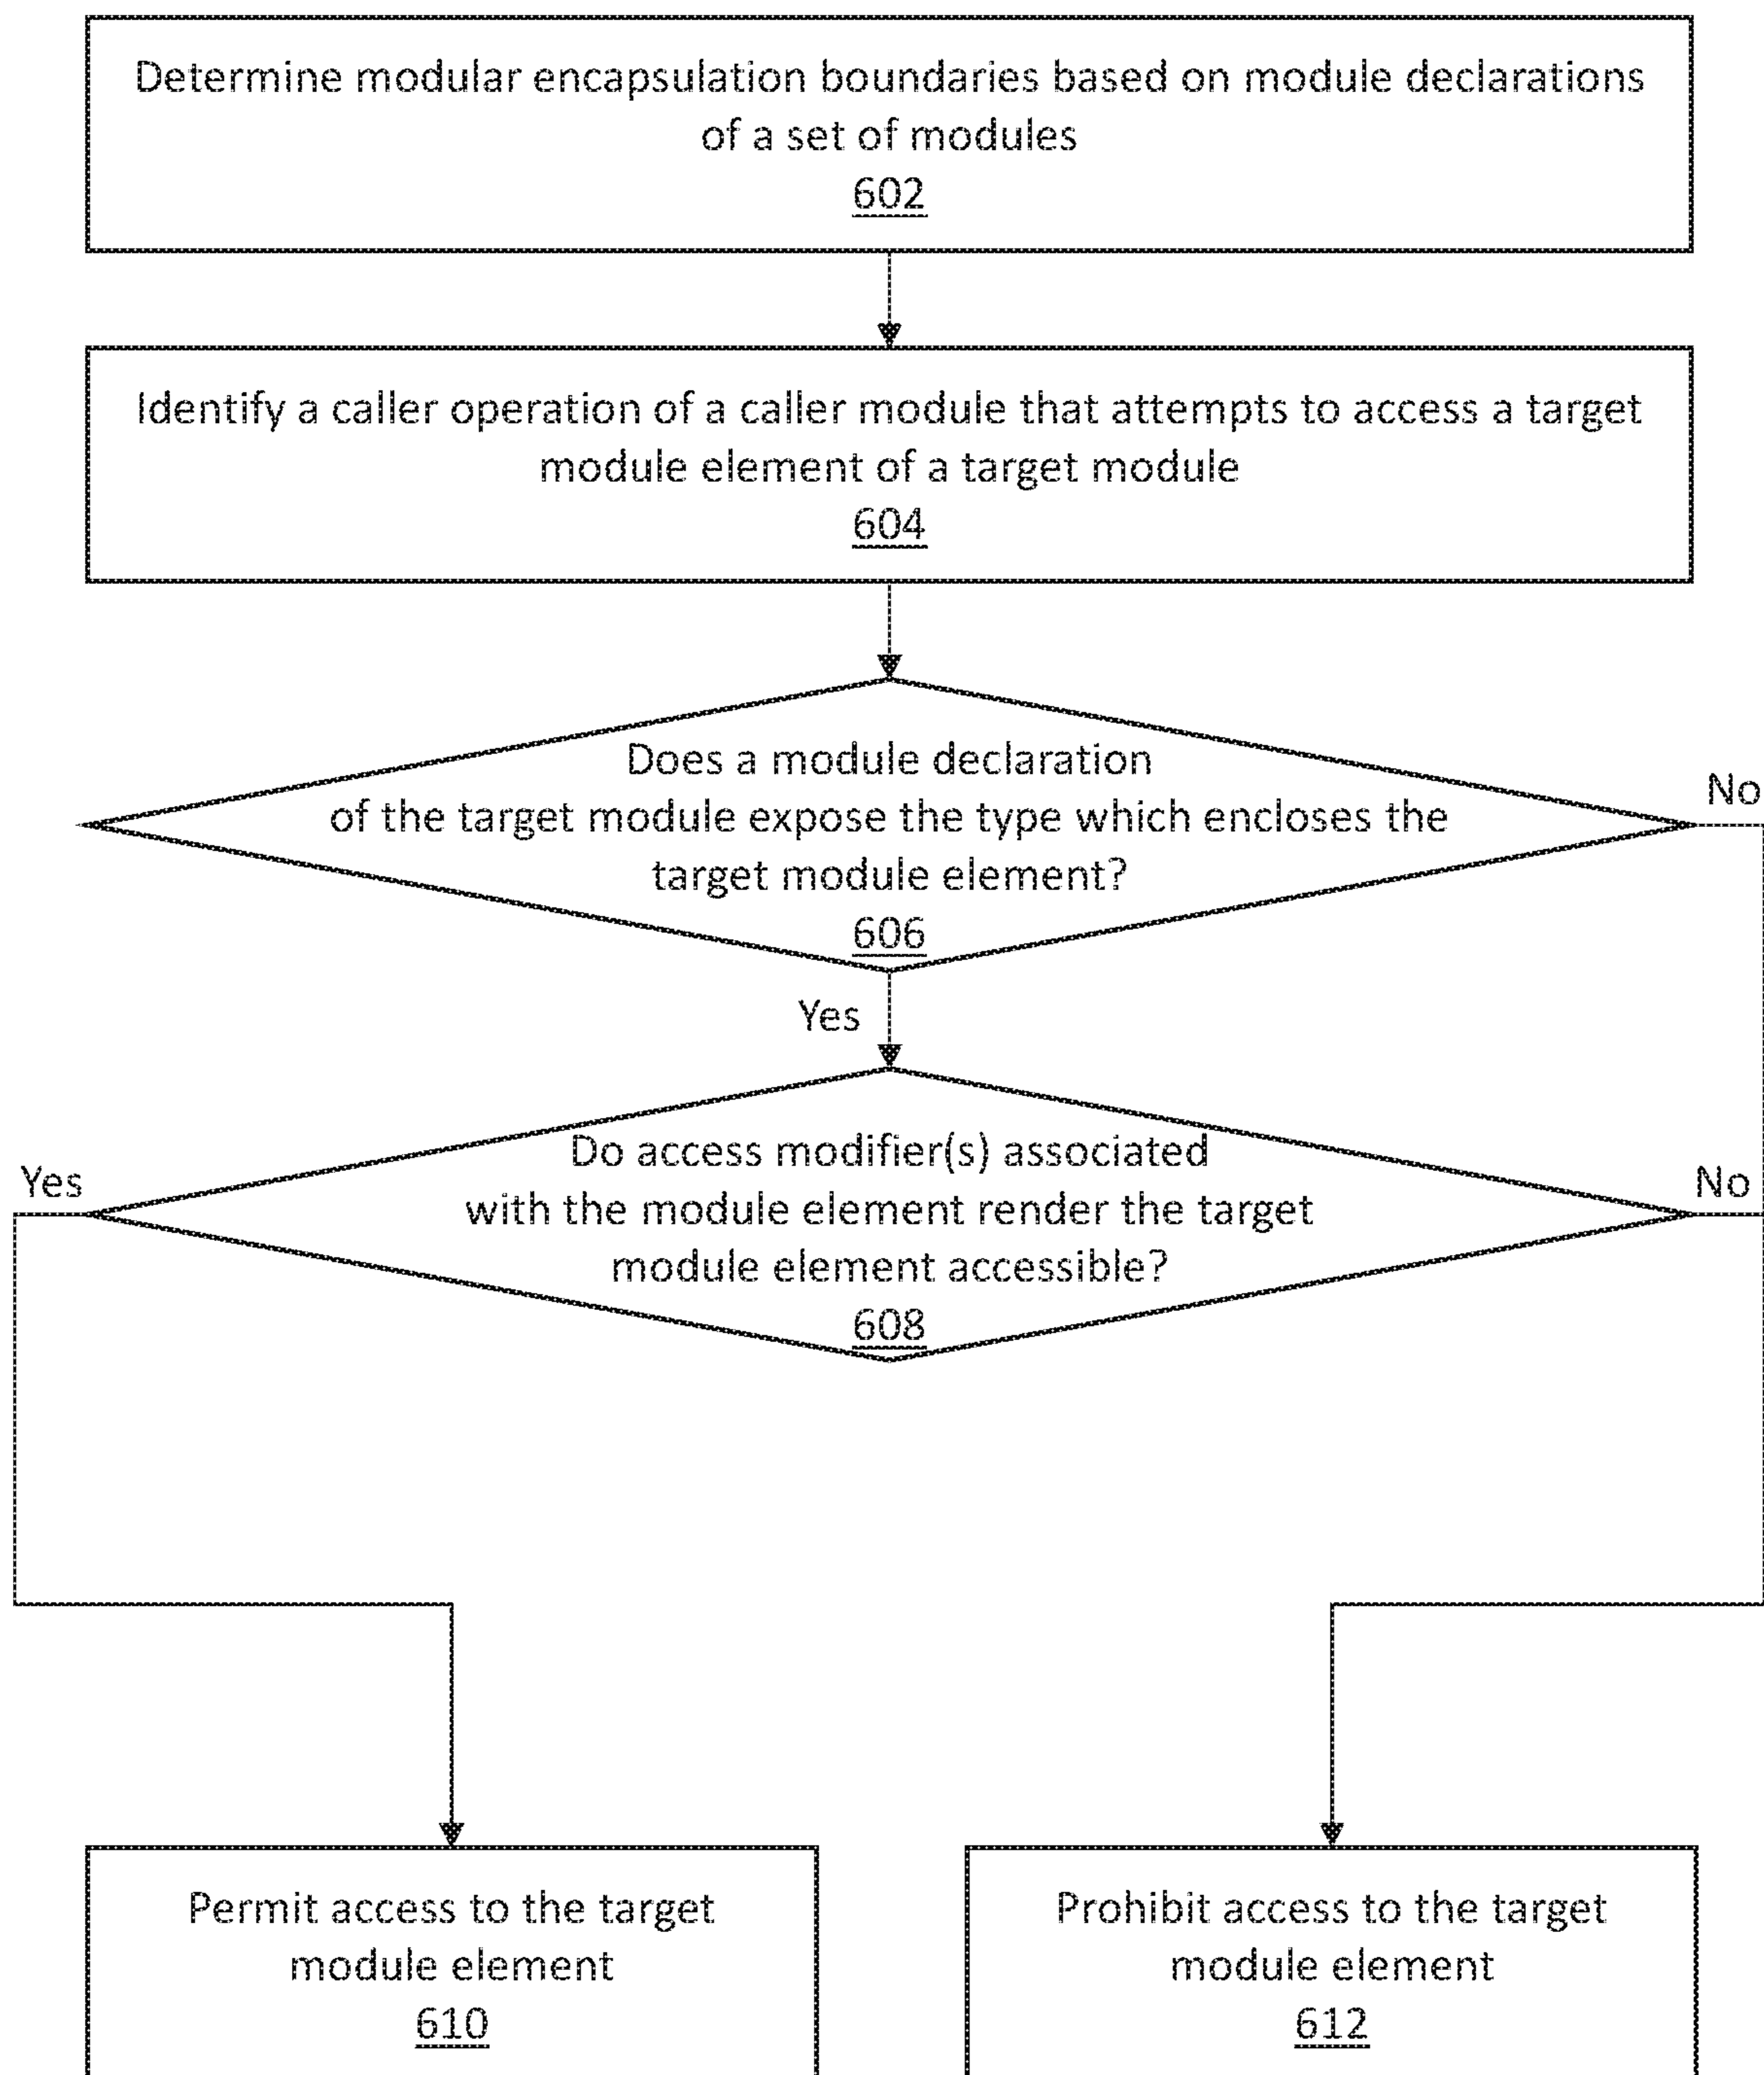 Determine modular encapsulation boundaries based on module declarations
of a set of modules
602
Identify a caller operation of a caller module that attempts to access a target
module element of a target module
604
Does a module declaration
of the target module expose the type which encloses the
target module element?
606
No
Yes
Do access modifier(s) associated
with the module element render the target
module element accessible?
608
Yes
No
Permit access to the target
module element
610
Prohibit access to the target
module element
612